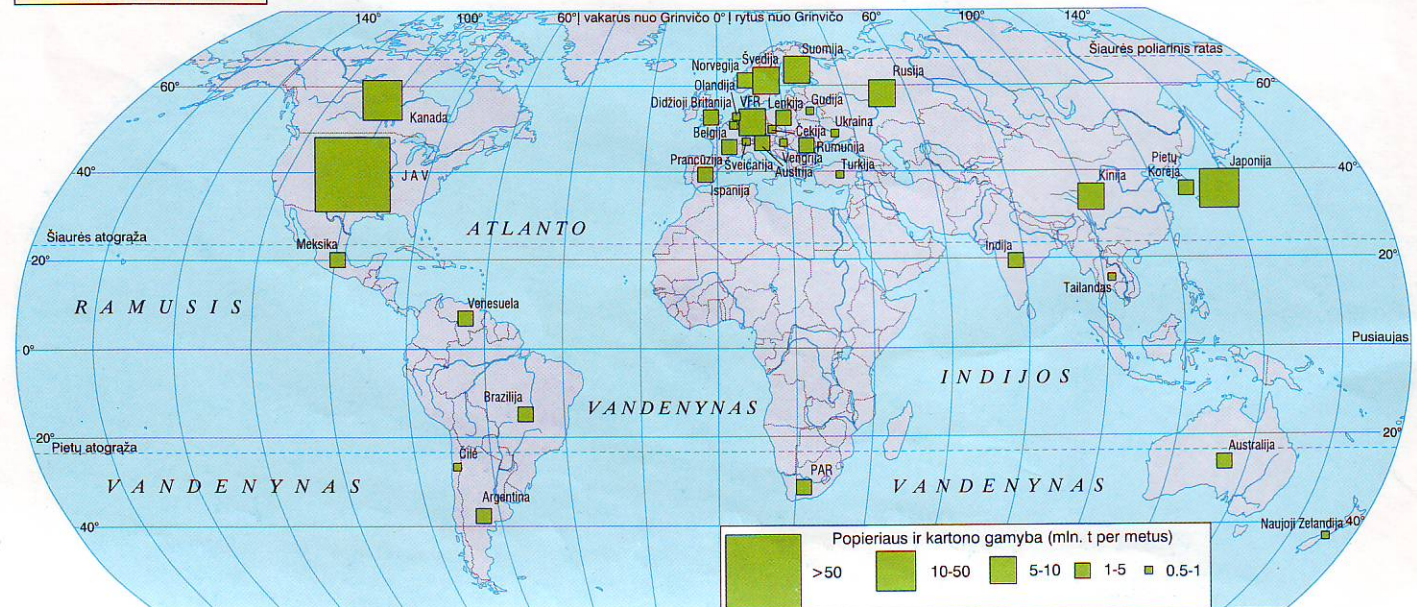 140°
100°
60°| vakarus nuo Grinvičo 0° | rytus nuo Grinvičo
60°
100°
140°
Šiaurės poliarinis ratas
60°
60°
Norvegija
Švedija
Suomija
Rusija
Olandija
Didžioji Britanija
VFR
Lenkija
Gudija
Ukraina
Belgija
Čekija
Rumunija
Prancūzija
Šveicarija
Vengrija
Austrija
Turkija
Ispanija
Kanada
JAV
40°
40°
Kinija
Pietų
Korėja
Japonija
ATLANTO
Šiaurės atogrąža
Meksika
Indija
20°
20°
Tailandas
RAMUSIS
Venesuela
0°
Pusiaujas
INDIJOS
Brazilija
VANDENYNAS
20°
20°
Pietų atogrąža
Čilė
Australija
VANDENYNAS
PAR
VANDENYNAS
Argentina
40°
Naujoji Zelandija
40°
Popieriaus ir kartono gamyba (mln. t per metus)
>50
10-50
5-10
1-5
0.5-1